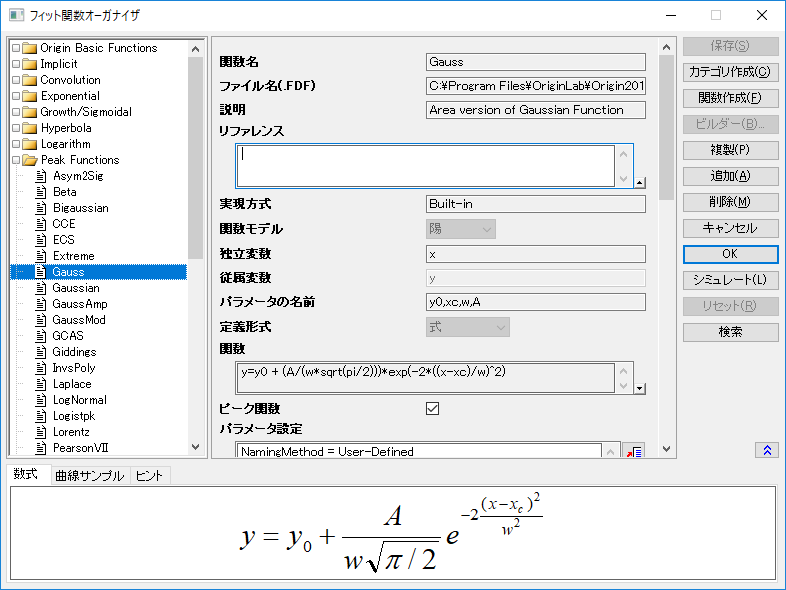 フィット関数オーガナイザ
Origin Basic Functions
Implicit
Convolution
Exponential
Growth/Sigmoidal
Hyperbola
Logarithm
Peak Functions
Asym2Sig
Beta
Bigaussian
CCE
ECS
Extreme
Gauss
Gaussian
GaussAmp
GaussMod
GCAS
Giddings
InvsPoly
Laplace
LogNormal
Logistpk
Lorentz
PearsonVII
関数名 Gauss
ファイル名(.FDF) C:¥Program Files¥OriginLab¥Origin201
説明 Area version of Gaussian Function
リファレンス
実現方式 Built-in
関数モデル 陽
独立変数 x
従属変数 y
パラメータの名前 y0,xc,w,A
定義形式 式
関数
y=y0 + (A/(w*sqrt(pi/2)))*exp(-2*((x-xc)/w)^2)
ピーク関数
パラメータ設定
NamingMethod = User-Defined
保存(S)
カテゴリ作成(C)
関数作成(F)
ビルダー(B)...
複製(P)
追加(A)
削除(M)
キャンセル
OK
シミュレート(L)
リセット(R)
検索
数式 曲線サンプル ヒント
y = y₀ + A / (w√(π/2)) e^(-2(x-x_c)²/w²)